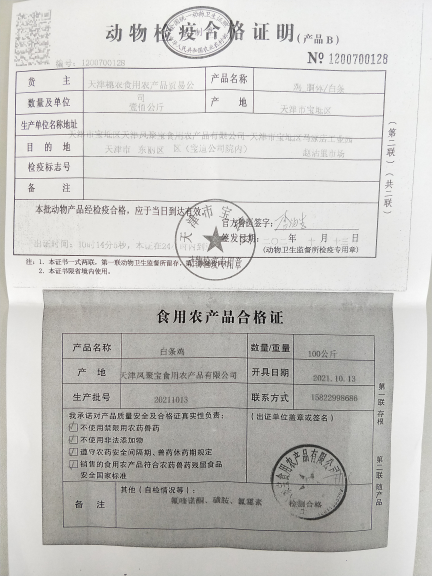 动物检疫合格证明(产品B)
编号: 1200700128
№ 1200700128
货 主 天津福农食用农产品贸易公司 产品名称 鸡 胴体/白条
数量及单位 壹佰公斤 产 地 天津市宝坻区
生产单位名称地址
目 的 地 天津市 东丽区
检疫标志号
备 注
本批动物产品经检疫合格,应于当日到达有效。
官方兽医签字:
签发日期: 年 月 日
(动物卫生监督所检疫专用章)
注:1. 本证书一式两联,第一联动物卫生监督所留存,
2. 本证书限省境内使用。
(第二联)
(共二联)
食用农产品合格证
产品名称 白条鸡 数量/重量 100公斤
产 地 天津凤聚宝食用农产品有限公司 开具日期 2021.10.13
生产批号 20211013 联系方式 15822998686
我承诺对产品质量安全及合格证真实性负责: (出证单位盖章或签名)
不使用禁限用农药兽药
不使用非法添加物
遵守农药安全间隔期、兽药休药期规定
销售的食用农产品符合农药兽药残留食品安全国家标准
检测合格
备 注 其他(自检情况等):
氟喹诺酮、磺胺、氟霉素
第一联 存根
第二联 随产品